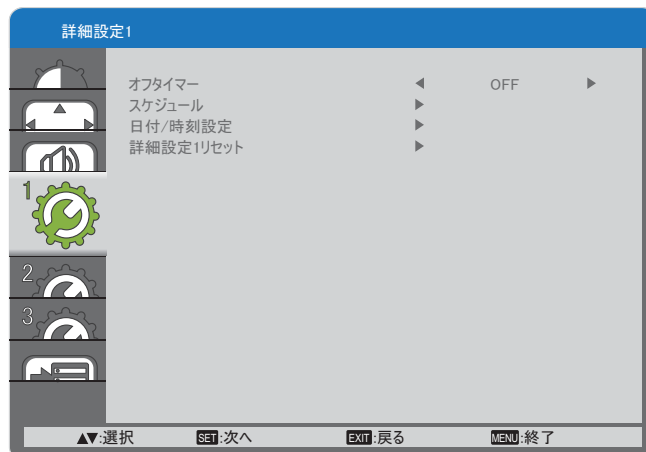 詳細設定1
オフタイマー ◀ OFF ▶
スケジュール ▶
日付/時刻設定 ▶
詳細設定1リセット ▶
1
2
3
▲▼:選択 SET:次へ EXIT:戻る MENU:終了